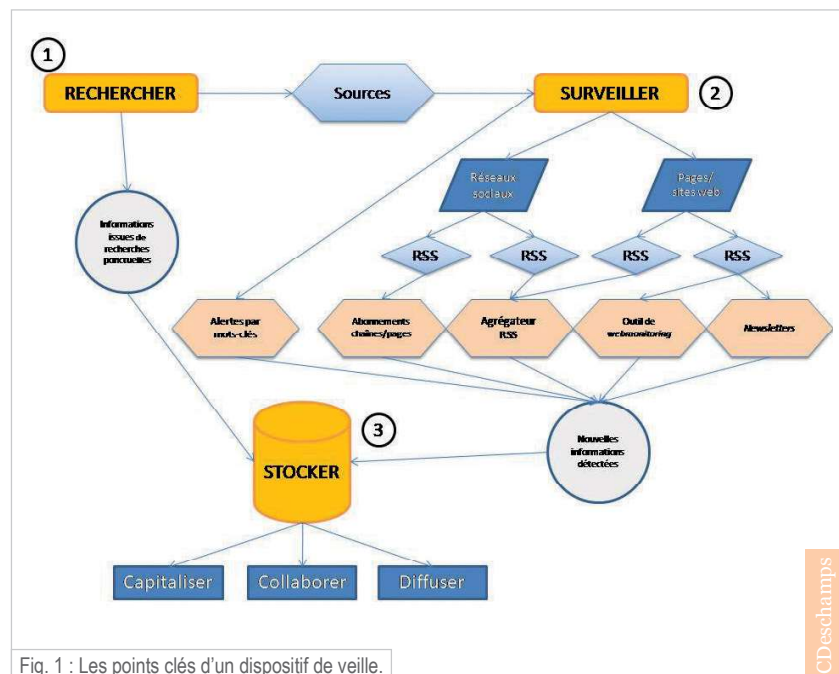 1
RECHERCHER
Sources
SURVEILLER
2
Réseaux
sociaux
Pages/
sites web
Informations
issues de
recherches
ponctuelles
RSS
RSS
RSS
RSS
Alertes par
mots-clés
Abonnements
chaînes/pages
Agrégateur
RSS
Outil de
webmonitoring
Newsletters
3
STOCKER
Nouvelles
informations
détectées
Capitaliser
Collaborer
Diffuser
CDeschamps
Fig. 1 : Les points clés d'un dispositif de veille.